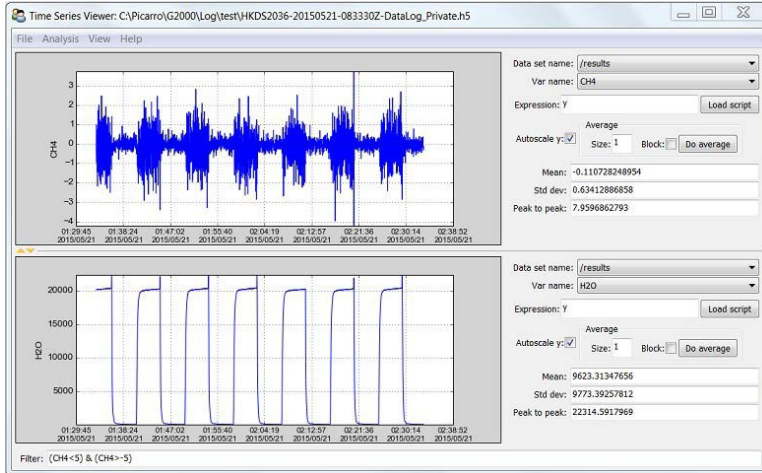 Time Series Viewer: C:\Picarro\G2000\Log\test\HKDS2036-20150521-083330Z-DataLog_Private.h5
File Analysis View Help
CH4
3
2
1
0
−1
−2
−3
−4
01:29:45 01:38:24 01:47:02 01:55:40 02:04:19 02:12:57 02:21:36 02:30:14 02:38:52
2015/05/21 2015/05/21 2015/05/21 2015/05/21 2015/05/21 2015/05/21 2015/05/21 2015/05/21 2015/05/21
Data set name: /results
Var name: CH4
Expression: y Load script
Average
Autoscale y: Size: 1 Block: Do average
Mean: -0.110728248954
Std dev: 0.63412886858
Peak to peak: 7.9596862793
H2O
20000
15000
10000
5000
01:29:45 01:38:24 01:47:02 01:55:40 02:04:19 02:12:57 02:21:36 02:30:14 02:38:52
2015/05/21 2015/05/21 2015/05/21 2015/05/21 2015/05/21 2015/05/21 2015/05/21 2015/05/21 2015/05/21
Data set name: /results
Var name: H2O
Expression: y Load script
Average
Autoscale y: Size: 1 Block: Do average
Mean: 9623.31347656
Std dev: 9773.39257812
Peak to peak: 22314.5917969
Filter: (CH4<5) & (CH4>-5)